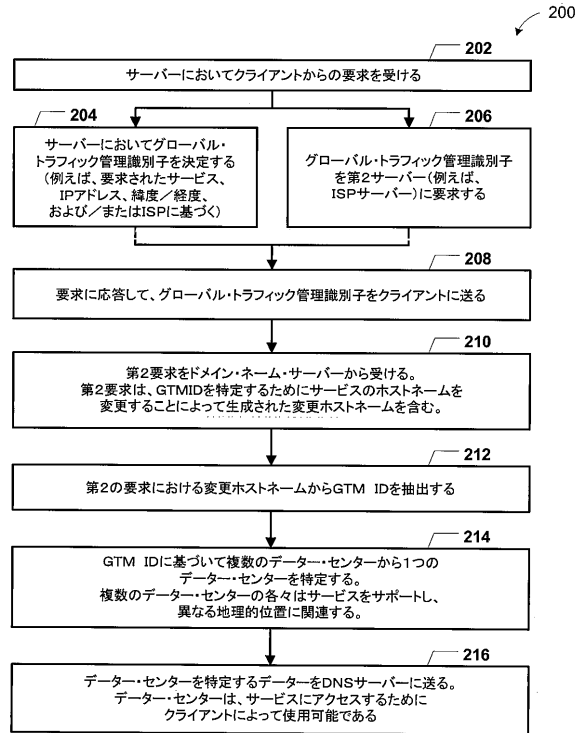 200
202
サーバーにおいてクライアントからの要求を受ける
204
サーバーにおいてグローバル・
トラフィック管理識別子を決定する
(例えば、要求されたサービス、
IPアドレス、緯度／経度、
および／またはISPに基づく)
206
グローバル・トラフィック管理識別子
を第2サーバー(例えば、
ISPサーバー)に要求する
208
要求に応答して、グローバル・トラフィック管理識別子をクライアントに送る
210
第2要求をドメイン・ネーム・サーバーから受ける。
第2要求は、GTMIDを特定するためにサービスのホストネームを
変更することによって生成された変更ホストネームを含む。
212
第2の要求における変更ホストネームからGTM IDを抽出する
214
GTM IDに基づいて複数のデーター・センターから1つの
データー・センターを特定する。
複数のデーター・センターの各々はサービスをサポートし、
異なる地理的位置に関連する。
216
データー・センターを特定するデーターをDNSサーバーに送る。
データー・センターは、サービスにアクセスするために
クライアントによって使用可能である